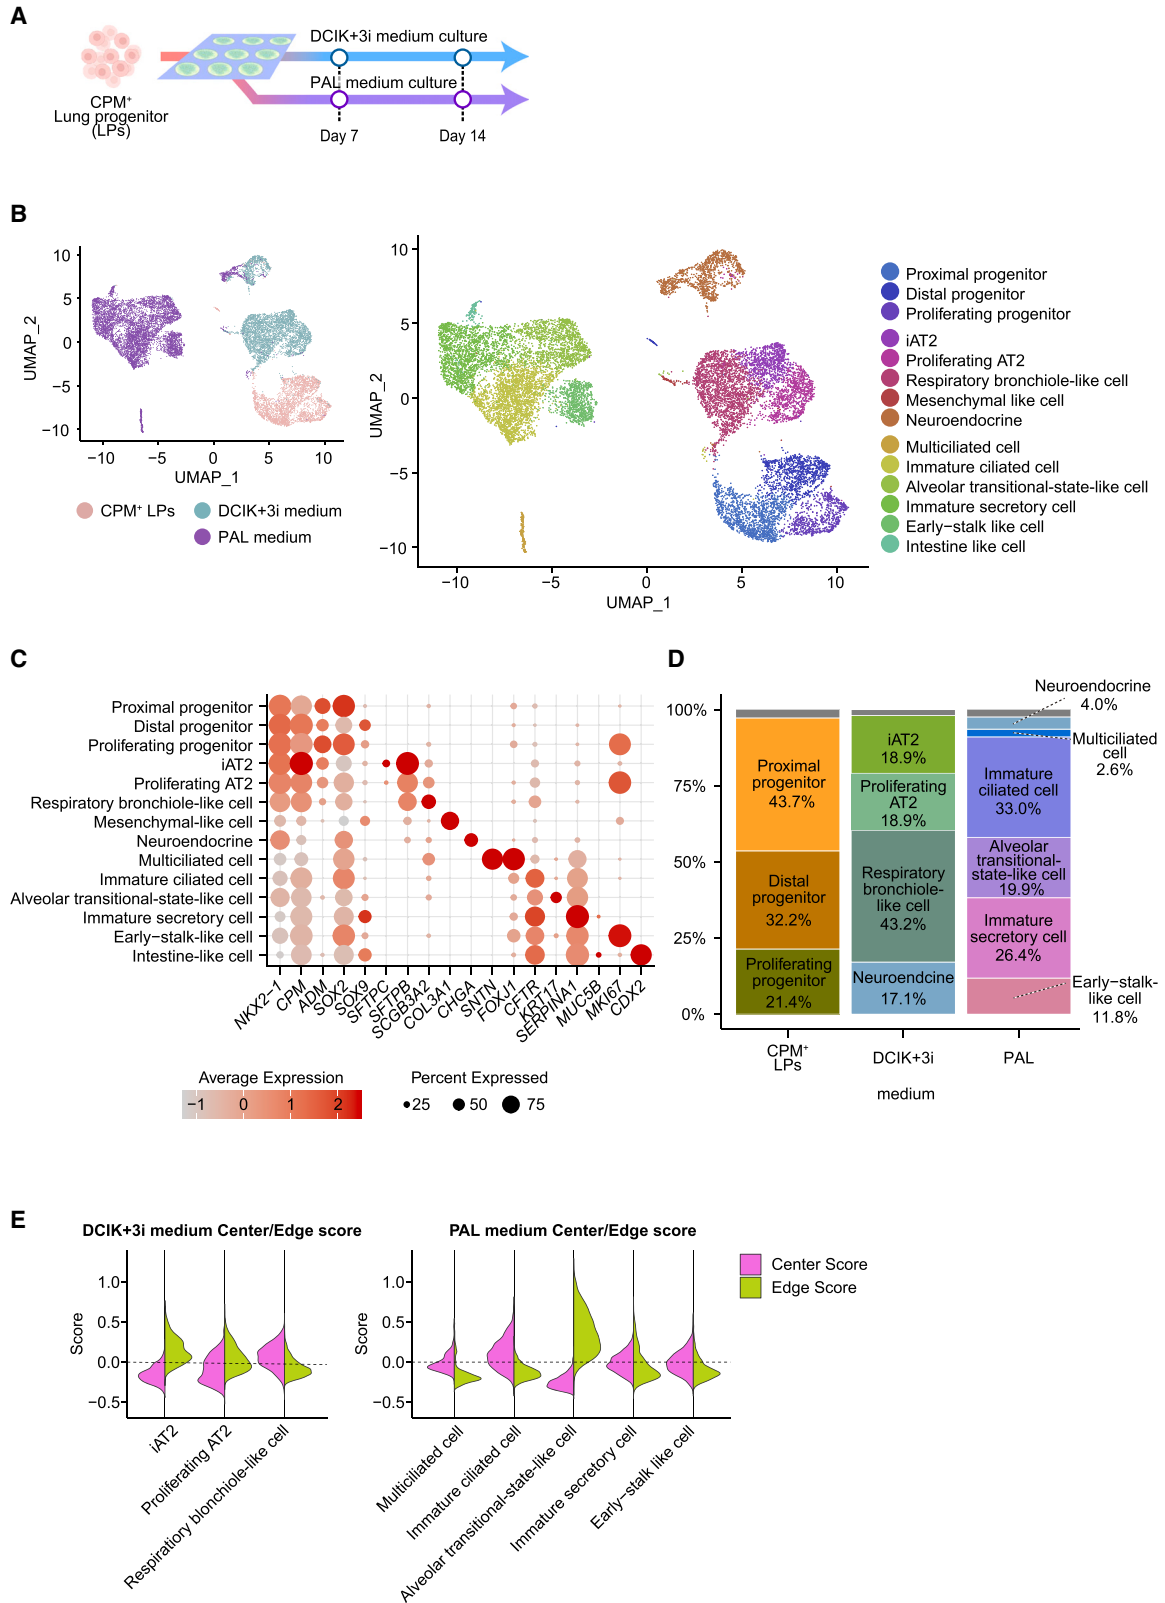 A
DCIK+3i medium culture
PAL medium culture
CPM⁺
Lung progenitor
(LPs)
Day 7
Day 14
B
10
5
0
−5
−10
UMAP_2
−10
−5
0
5
10
UMAP_1
CPM⁺ LPs
DCIK+3i medium
PAL medium
10
5
0
−5
−10
UMAP_2
−10
−5
0
5
10
UMAP_1
Proximal progenitor
Distal progenitor
Proliferating progenitor
iAT2
Proliferating AT2
Respiratory bronchiole-like cell
Mesenchymal like cell
Neuroendocrine
Multiciliated cell
Immature ciliated cell
Alveolar transitional-state-like cell
Immature secretory cell
Early−stalk like cell
Intestine like cell
C
Proximal progenitor
Distal progenitor
Proliferating progenitor
iAT2
Proliferating AT2
Respiratory bronchiole-like cell
Mesenchymal-like cell
Neuroendocrine
Multiciliated cell
Immature ciliated cell
Alveolar transitional-state-like cell
Immature secretory cell
Early−stalk-like cell
Intestine-like cell
NKX2−1
CPM
ADM
SOX2
SOX9
SFTPC
SFTPB
SCGB3A2
COL3A1
CHGA
SNTN
FOXJ1
CFTR
KRT17
SERPINA1
MUC5B
MKI67
CDX2
Average Expression
−1
0
1
2
Percent Expressed
25
50
75
D
100%
75%
50%
25%
0%
Proximal
progenitor
43.7%
Distal
progenitor
32.2%
Proliferating
progenitor
21.4%
iAT2
18.9%
Proliferating
AT2
18.9%
Respiratory
bronchiole-
like cell
43.2%
Neuroendcine
17.1%
Neuroendocrine
4.0%
Multiciliated
cell
2.6%
Immature
ciliated cell
33.0%
Alveolar
transitional-
state-like cell
19.9%
Immature
secretory cell
26.4%
Early−stalk-
like cell
11.8%
CPM⁺
LPs
DCIK+3i
PAL
medium
E
DCIK+3i medium Center/Edge score
Score
1.0
0.5
0.0
−0.5
iAT2
Proliferating AT2
Respiratiory blonchiole-like cell
PAL medium Center/Edge score
Score
1.0
0.5
0.0
−0.5
Multiciliated cell
Immature ciliated cell
Alveolar transitional-state-like cell
Immature secretory cell
Early−stalk like cell
Center Score
Edge Score